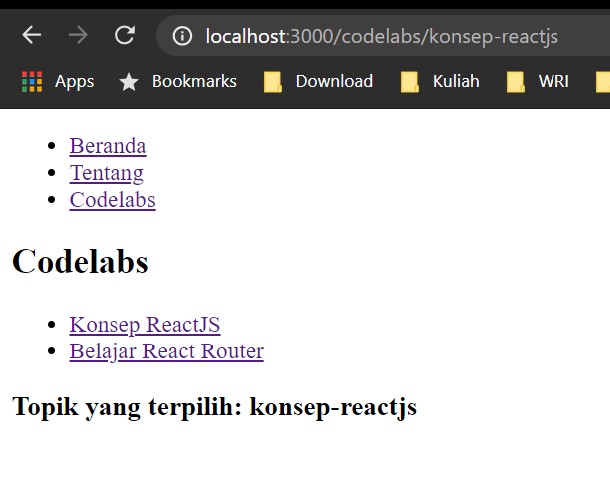 localhost:3000/codelabs/konsep-reactjs
Apps Bookmarks Download Kuliah WRI
Beranda
Tentang
Codelabs
Codelabs
Konsep ReactJS
Belajar React Router
Topik yang terpilih: konsep-reactjs